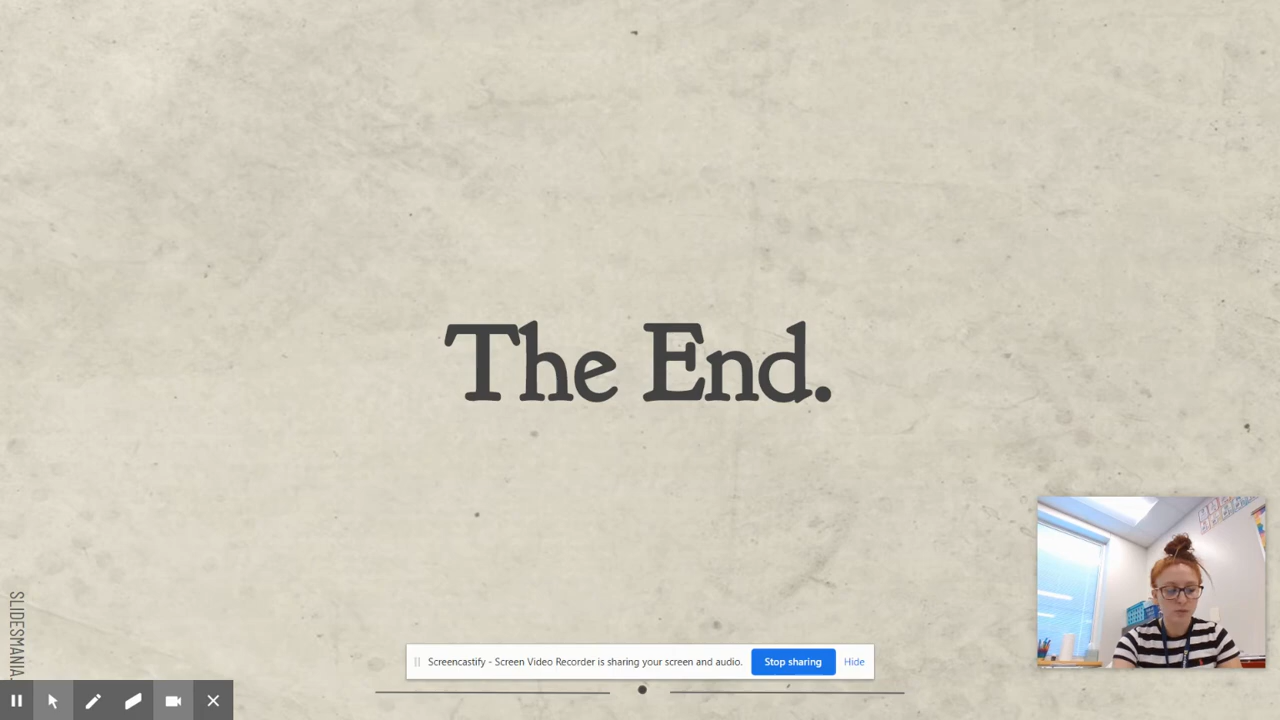 The End.
SLIDESMANIA.
Screencastify - Screen Video Recorder is sharing your screen and audio.
Stop sharing
Hide